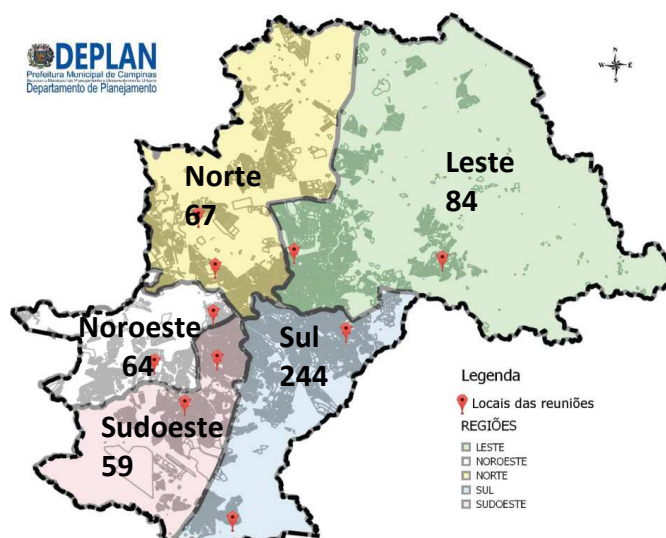 DEPLAN
Prefeitura Municipal de Campinas
Departamento de Planejamento
N
E
S
Norte
67
Leste
84
Noroeste
64
Sul
244
Sudoeste
59
Legenda
Locais das reuniões
REGIÕES
LESTE
NOROESTE
NORTE
SUL
SUDOESTE